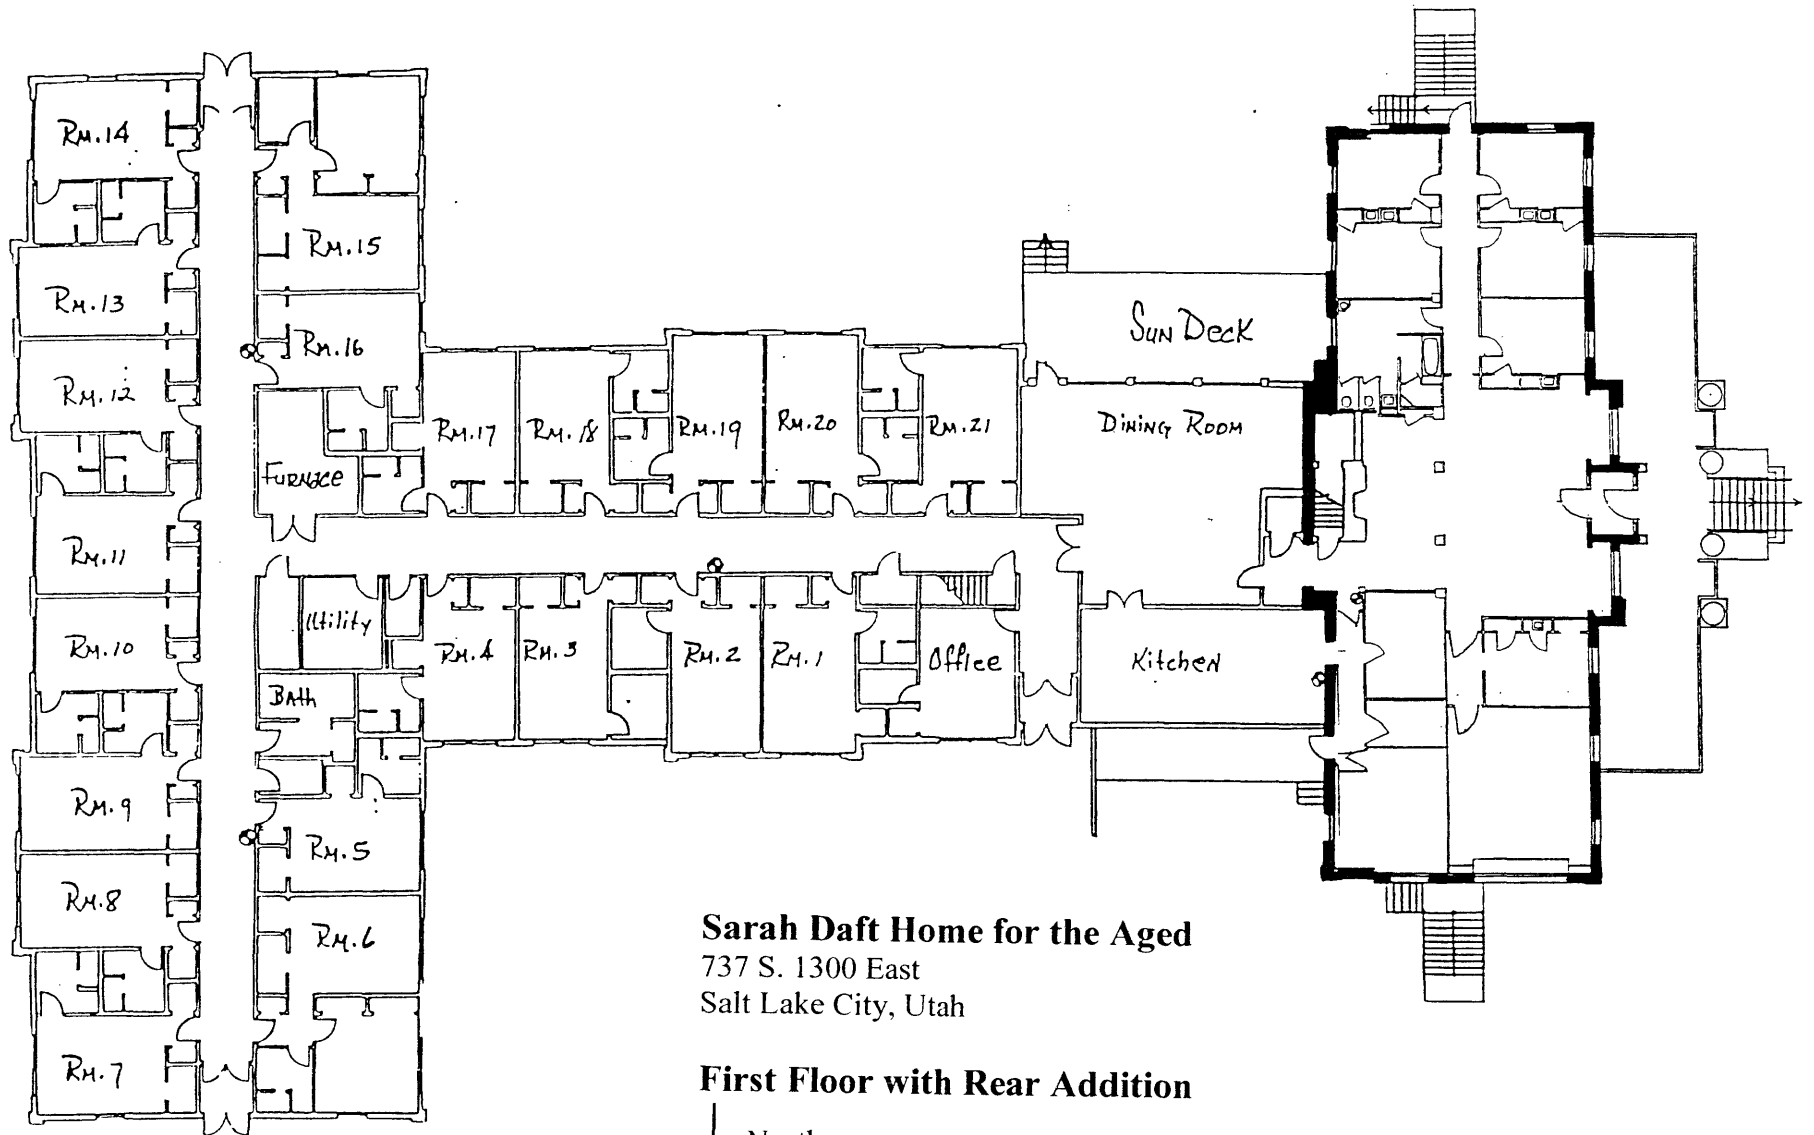 Rm.14
Rm.15
Rm.13
Rm.16
Rm.12
Sun Deck
Rm.17
Rm.18
Rm.19
Rm.20
Rm.21
Dining Room
Furnace
Rm.11
Utility
Rm.10
Rm.4
Rm.3
Rm.2
Rm.1
Office
Kitchen
Bath
Rm.9
Rm.5
Rm.8
Rm.6
Rm.7
Sarah Daft Home for the Aged
737 S. 1300 East
Salt Lake City, Utah
First Floor with Rear Addition